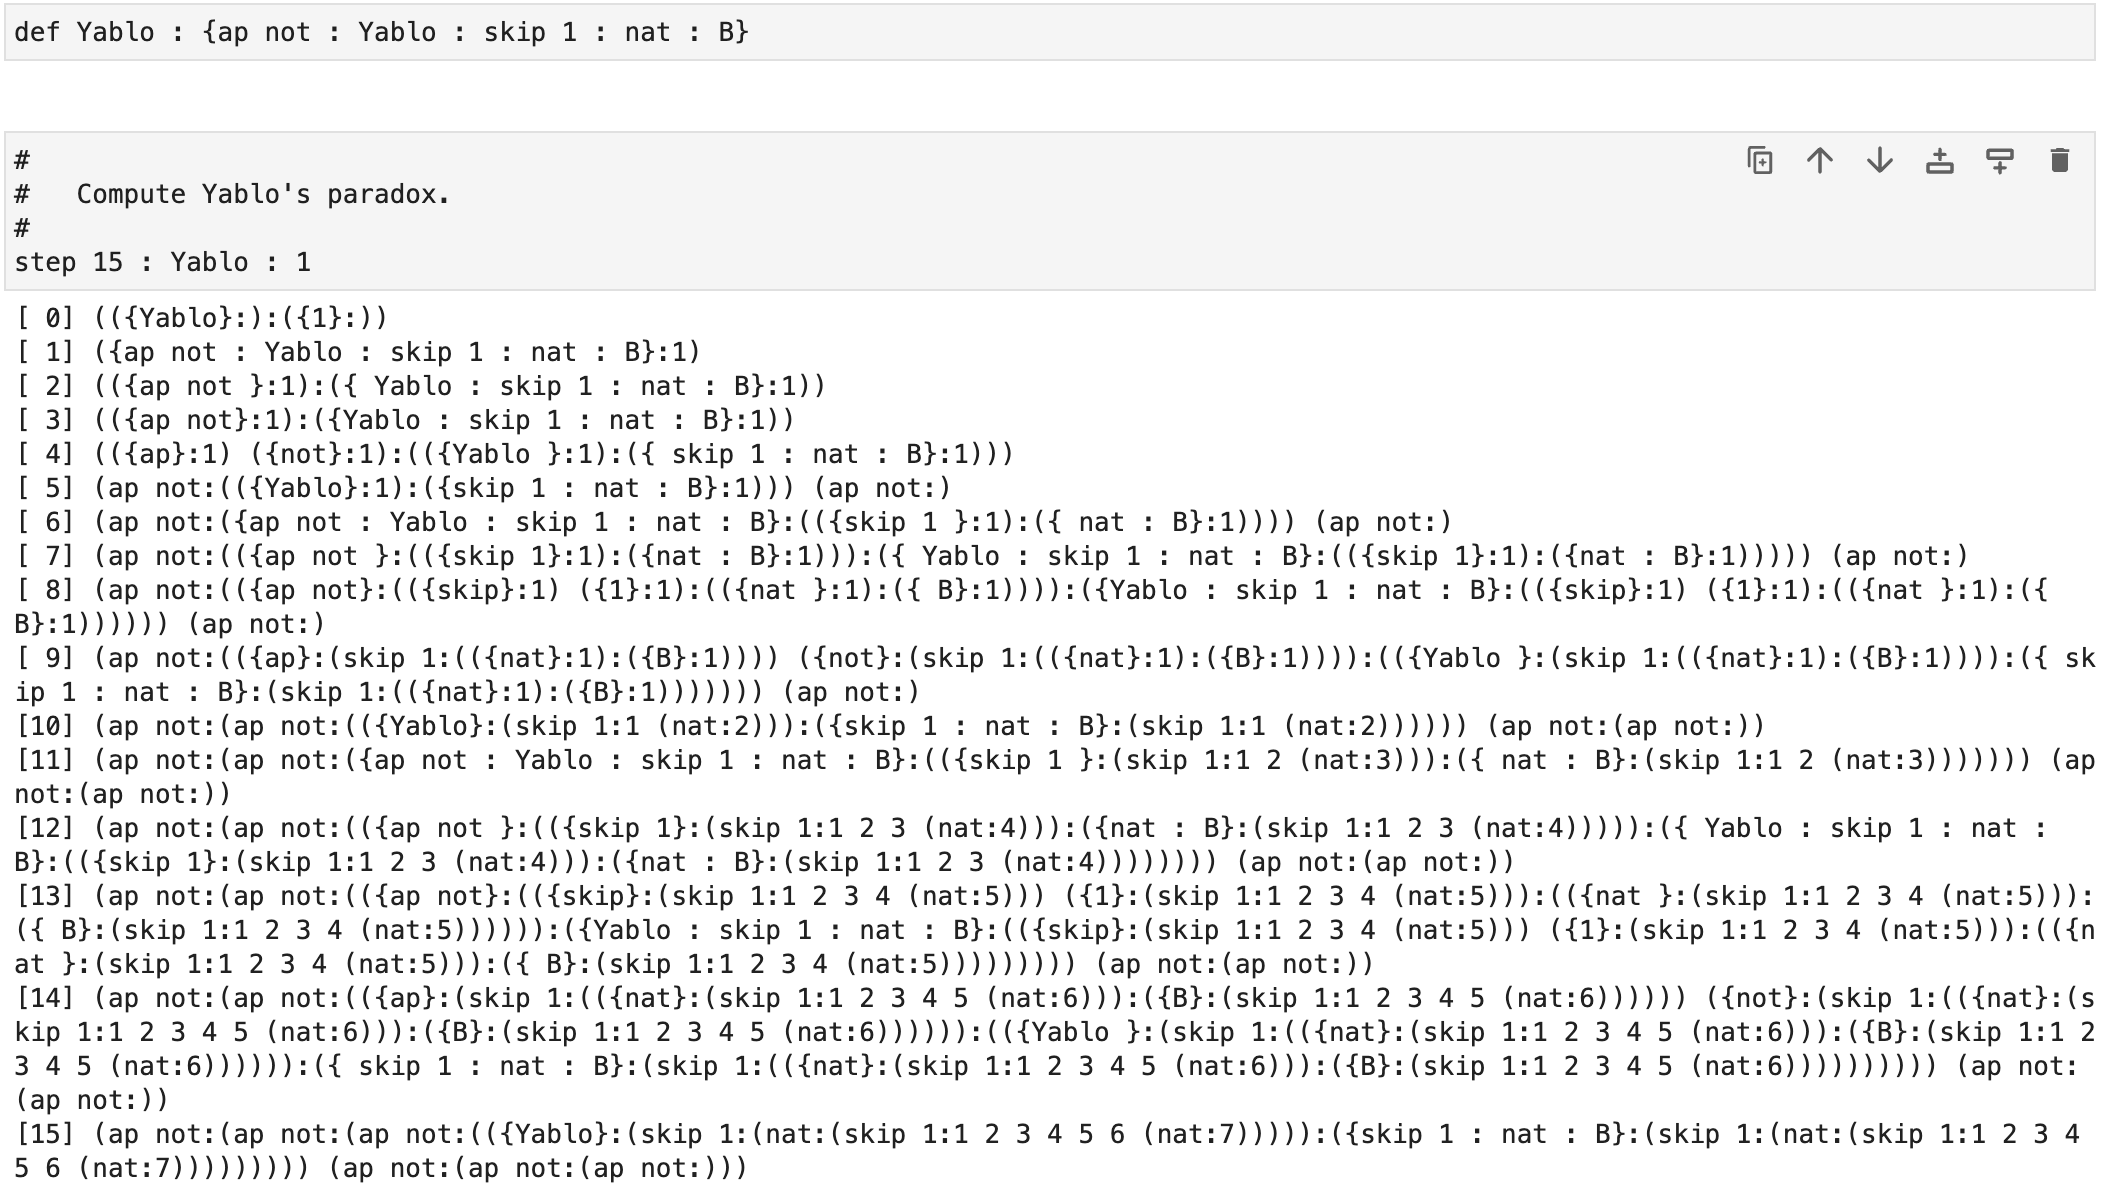 def Yablo : {ap not : Yablo : skip 1 : nat : B}
#
#   Compute Yablo's paradox.
#
step 15 : Yablo : 1
[ 0] (({Yablo}:):({1}:))
[ 1] ({ap not : Yablo : skip 1 : nat : B}:1)
[ 2] (({ap not }:1):({ Yablo : skip 1 : nat : B}:1))
[ 3] (({ap not}:1):({Yablo : skip 1 : nat : B}:1))
[ 4] (({ap}:1) ({not}:1):(({Yablo }:1):({ skip 1 : nat : B}:1)))
[ 5] (ap not:(({Yablo}:1):({skip 1 : nat : B}:1))) (ap not:)
[ 6] (ap not:({ap not : Yablo : skip 1 : nat : B}:(({skip 1 }:1):({ nat : B}:1)))) (ap not:)
[ 7] (ap not:(({ap not }:(({skip 1}:1):({nat : B}:1))):({ Yablo : skip 1 : nat : B}:(({skip 1}:1):({nat : B}:1))))) (ap not:)
[ 8] (ap not:(({ap not}:(({skip}:1) ({1}:1):(({nat }:1):({ B}:1)))):({Yablo : skip 1 : nat : B}:(({skip}:1) ({1}:1):(({nat }:1):({
B}:1)))))) (ap not:)
[ 9] (ap not:(({ap}:(skip 1:(({nat}:1):({B}:1)))) ({not}:(skip 1:(({nat}:1):({B}:1)))):(({Yablo }:(skip 1:(({nat}:1):({B}:1)))):({ sk
ip 1 : nat : B}:(skip 1:(({nat}:1):({B}:1))))))) (ap not:)
[10] (ap not:(ap not:(({Yablo}:(skip 1:1 (nat:2))):({skip 1 : nat : B}:(skip 1:1 (nat:2)))))) (ap not:(ap not:))
[11] (ap not:(ap not:({ap not : Yablo : skip 1 : nat : B}:(({skip 1 }:(skip 1:1 2 (nat:3))):({ nat : B}:(skip 1:1 2 (nat:3))))))) (ap
not:(ap not:))
[12] (ap not:(ap not:(({ap not }:(({skip 1}:(skip 1:1 2 3 (nat:4))):({nat : B}:(skip 1:1 2 3 (nat:4))))):({ Yablo : skip 1 : nat :
B}:(({skip 1}:(skip 1:1 2 3 (nat:4))):({nat : B}:(skip 1:1 2 3 (nat:4)))))))) (ap not:(ap not:))
[13] (ap not:(ap not:(({ap not}:(({skip}:(skip 1:1 2 3 4 (nat:5))) ({1}:(skip 1:1 2 3 4 (nat:5))):(({nat }:(skip 1:1 2 3 4 (nat:5))):
({ B}:(skip 1:1 2 3 4 (nat:5)))))):({Yablo : skip 1 : nat : B}:(({skip}:(skip 1:1 2 3 4 (nat:5))) ({1}:(skip 1:1 2 3 4 (nat:5))):(({n
at }:(skip 1:1 2 3 4 (nat:5))):({ B}:(skip 1:1 2 3 4 (nat:5))))))))) (ap not:(ap not:))
[14] (ap not:(ap not:(({ap}:(skip 1:(({nat}:(skip 1:1 2 3 4 5 (nat:6))):({B}:(skip 1:1 2 3 4 5 (nat:6)))))) ({not}:(skip 1:(({nat}:(s
kip 1:1 2 3 4 5 (nat:6))):({B}:(skip 1:1 2 3 4 5 (nat:6)))))):(({Yablo }:(skip 1:(({nat}:(skip 1:1 2 3 4 5 (nat:6))):({B}:(skip 1:1 2
3 4 5 (nat:6)))))):({ skip 1 : nat : B}:(skip 1:(({nat}:(skip 1:1 2 3 4 5 (nat:6))):({B}:(skip 1:1 2 3 4 5 (nat:6)))))))))) (ap not:
(ap not:))
[15] (ap not:(ap not:(ap not:(({Yablo}:(skip 1:(nat:(skip 1:1 2 3 4 5 6 (nat:7))))):({skip 1 : nat : B}:(skip 1:(nat:(skip 1:1 2 3 4
5 6 (nat:7))))))))) (ap not:(ap not:(ap not:)))